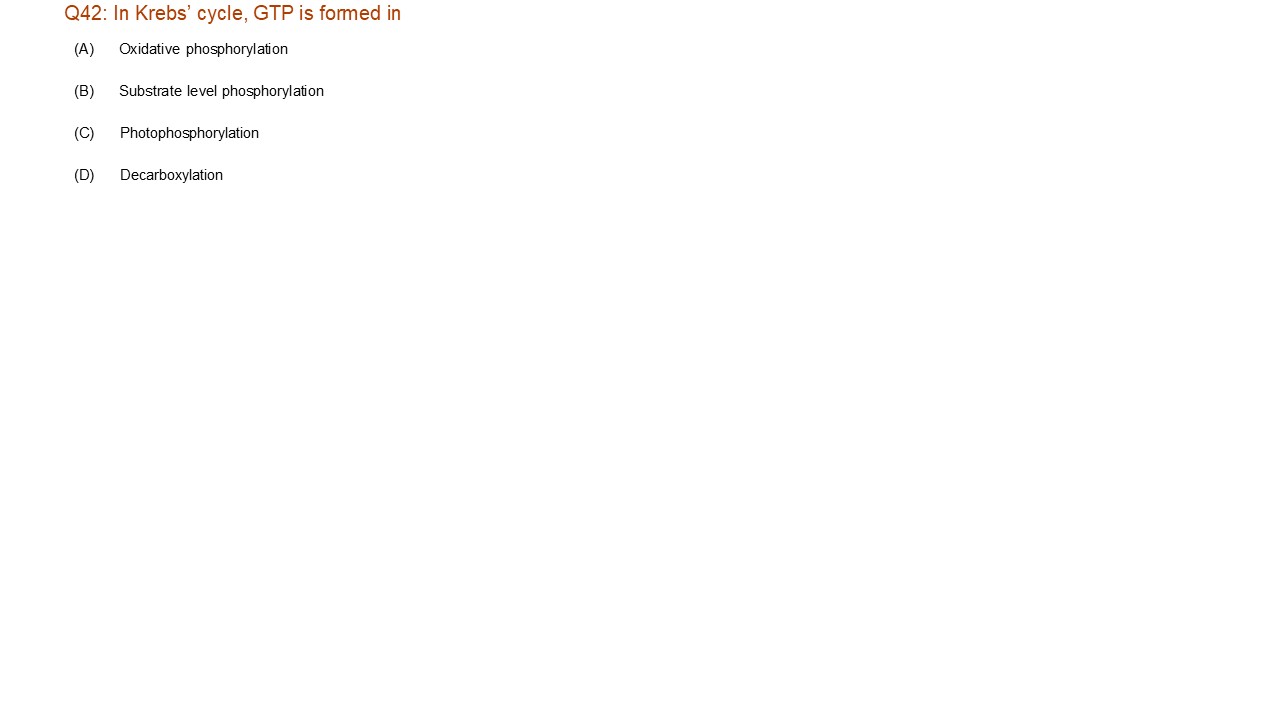 Q42: In Krebs’ cycle, GTP is formed in
(A) Oxidative phosphorylation
(B) Substrate level phosphorylation
(C) Photophosphorylation
(D) Decarboxylation